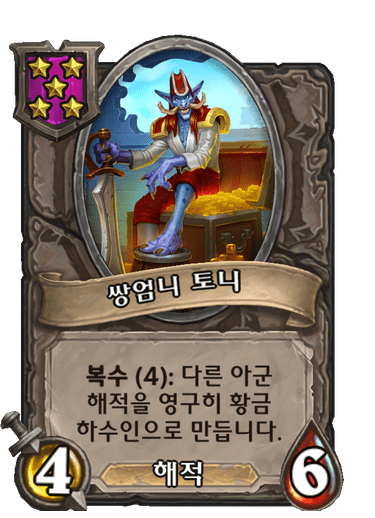 쌍엄니 토니
복수 (4): 다른 아군
해적을 영구히 황금
하수인으로 만듭니다.
4
해적
6